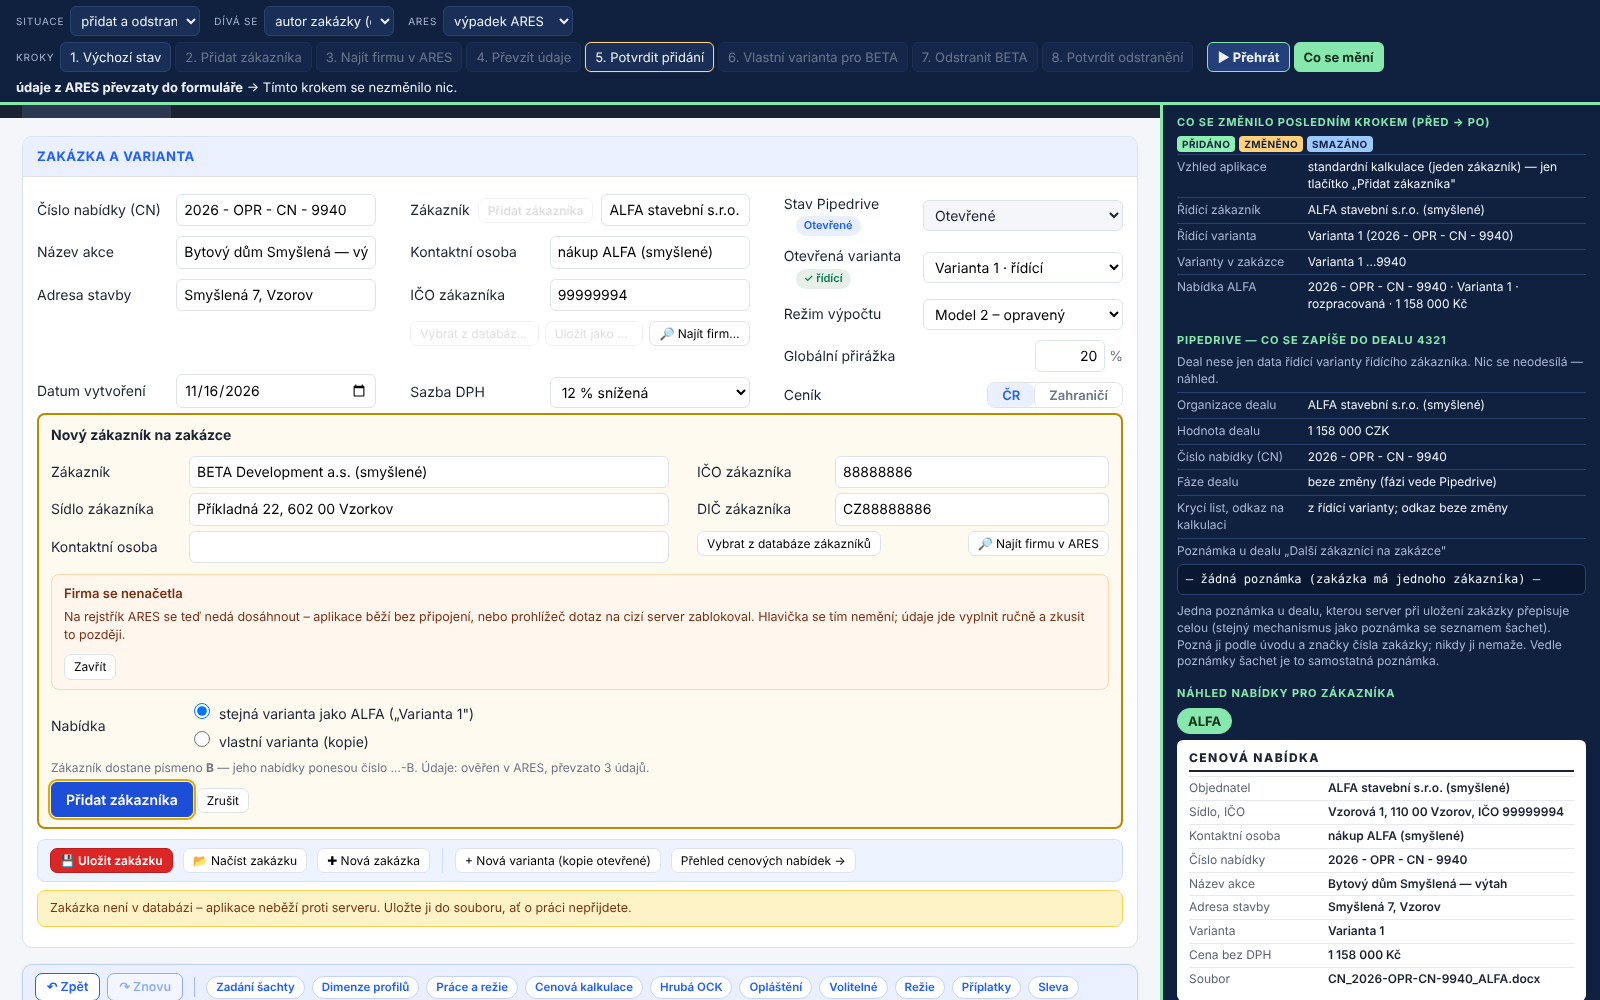 SITUACE přidat a odstran DÍVÁ SE autor zakázky ( ARES výpadek ARES
KROKY 1. Výchozí stav 2. Přidat zákazníka 3. Najít firmu v ARES 4. Převzít údaje 5. Potvrdit přidání 6. Vlastní varianta pro BETA 7. Odstranit BETA 8. Potvrdit odstranění ▶ Přehrát Co se mění
údaje z ARES převzaty do formuláře → Tímto krokem se nezměnilo nic.
ZAKÁZKA A VARIANTA
Číslo nabídky (CN) 2026 - OPR - CN - 9940
Název akce Bytový dům Smyšlená — vý
Adresa stavby Smyšlená 7, Vzorov
Datum vytvoření 11/16/2026
Zákazník Přidat zákazníka ALFA stavební s.r.o.
Kontaktní osoba nákup ALFA (smyšlené)
IČO zákazníka 99999994
Vybrat z databáz... Uložit jako ... 🔎 Najít firm...
Sazba DPH 12 % snížená
Stav Pipedrive Otevřené
Otevřené
Otevřená varianta Varianta 1 · řídící
✓ řídící
Režim výpočtu Model 2 – opravený
Globální přirážka 20 %
Ceník ČR Zahraničí
Nový zákazník na zakázce
Zákazník BETA Development a.s. (smyšlené) IČO zákazníka 88888886
Sídlo zákazníka Příkladná 22, 602 00 Vzorkov DIČ zákazníka CZ88888886
Kontaktní osoba Vybrat z databáze zákazníků 🔎 Najít firmu v ARES
Firma se nenačetla
Na rejstřík ARES se teď nedá dosáhnout – aplikace běží bez připojení, nebo prohlížeč dotaz na cizí server zablokoval. Hlavička se tím nemění; údaje jde vyplnit ručně a zkusit
to později.
Zavřít
Nabídka stejná varianta jako ALFA („Varianta 1")
vlastní varianta (kopie)
Zákazník dostane písmeno B — jeho nabídky ponesou číslo …-B. Údaje: ověřen v ARES, převzato 3 údajů.
Přidat zákazníka Zrušit
💾 Uložit zakázku 📂 Načíst zakázku ✚ Nová zakázka + Nová varianta (kopie otevřené) Přehled cenových nabídek →
Zakázka není v databázi – aplikace neběží proti serveru. Uložte ji do souboru, ať o práci nepřijdete.
↶ Zpět ↷ Znovu Zadání šachty Dimenze profilů Práce a režie Cenová kalkulace Hrubá OCK Opláštění Volitelné Režie Příplatky Sleva
CO SE ZMĚNILO POSLEDNÍM KROKEM (PŘED → PO)
PŘIDÁNO ZMĚNĚNO SMAZÁNO
Vzhled aplikace standardní kalkulace (jeden zákazník) — jen
tlačítko „Přidat zákazníka"
Řídící zákazník ALFA stavební s.r.o. (smyšlené)
Řídící varianta Varianta 1 (2026 - OPR - CN - 9940)
Varianty v zakázce Varianta 1 …9940
Nabídka ALFA 2026 - OPR - CN - 9940 · Varianta 1 ·
rozpracovaná · 1 158 000 Kč
PIPEDRIVE — CO SE ZAPÍŠE DO DEALU 4321
Deal nese jen data řídící varianty řídícího zákazníka. Nic se neodesílá —
náhled.
Organizace dealu ALFA stavební s.r.o. (smyšlené)
Hodnota dealu 1 158 000 CZK
Číslo nabídky (CN) 2026 - OPR - CN - 9940
Fáze dealu beze změny (fázi vede Pipedrive)
Krycí list, odkaz na z řídící varianty; odkaz beze změny
kalkulaci
Poznámka u dealu „Další zákazníci na zakázce"
— žádná poznámka (zakázka má jednoho zákazníka) —
Jedna poznámka u dealu, kterou server při uložení zakázky přepisuje
celou (stejný mechanismus jako poznámka se seznamem šachet).
Pozná ji podle úvodu a značky čísla zakázky; nikdy ji nemaže. Vedle
poznámky šachet je to samostatná poznámka.
NÁHLED NABÍDKY PRO ZÁKAZNÍKA
ALFA
CENOVÁ NABÍDKA
Objednatel ALFA stavební s.r.o. (smyšlené)
Sídlo, IČO Vzorová 1, 110 00 Vzorov, IČO 99999994
Kontaktní osoba nákup ALFA (smyšlené)
Číslo nabídky 2026 - OPR - CN - 9940
Název akce Bytový dům Smyšlená — výtah
Adresa stavby Smyšlená 7, Vzorov
Varianta Varianta 1
Cena bez DPH 1 158 000 Kč
Soubor CN_2026-OPR-CN-9940_ALFA.docx